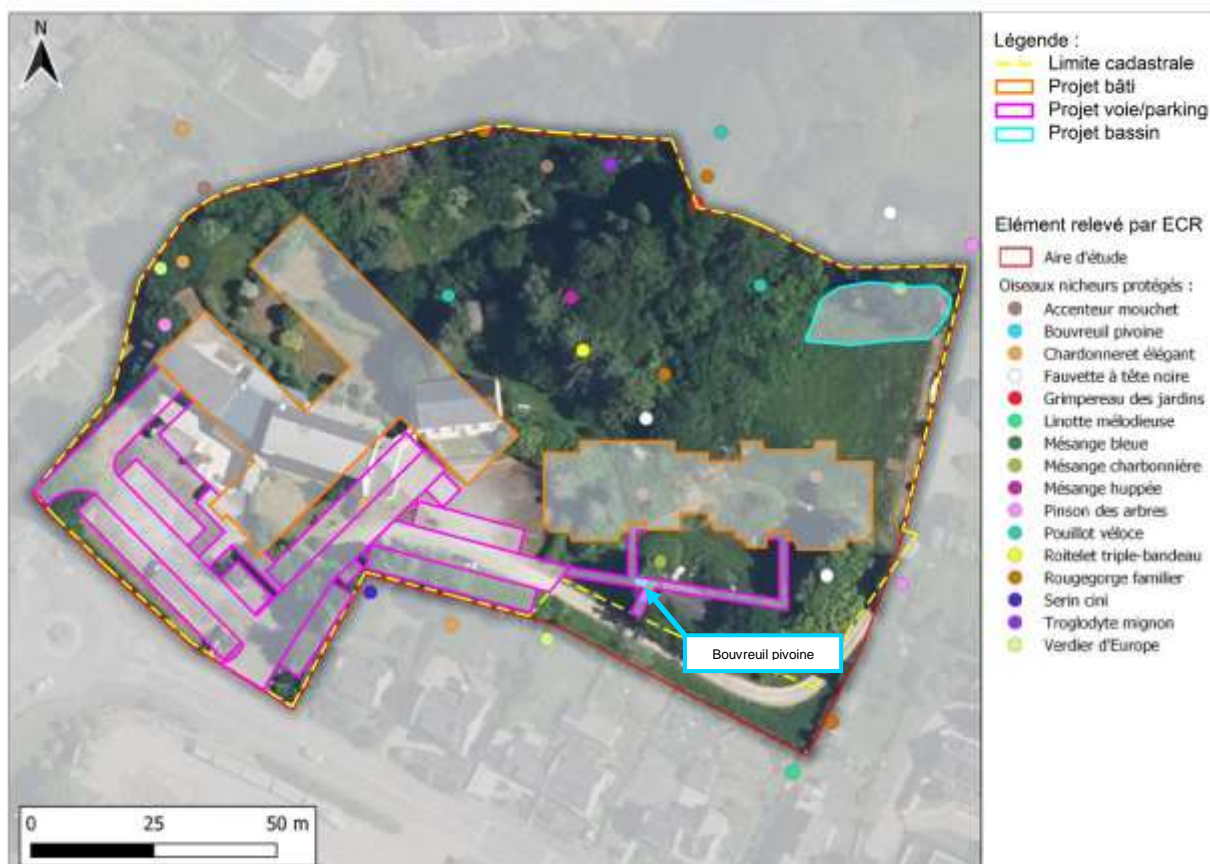 N
Légende :
Limite cadastrale
Projet bâti
Projet voie/parking
Projet bassin
Elément relevé par ECR
Aire d'étude
Oiseaux nicheurs protégés :
Accenteur mouchet
Bouvreuil pivoine
Chardonneret élégant
Fauvette à tête noire
Grimpereau des jardins
Linotte mélodieuse
Mésange bleue
Mésange charbonnière
Mésange huppée
Pinson des arbres
Pouillot véloce
Roitelet triple-bandeau
Rougegorge familier
Serin cini
Troglodyte mignon
Verdier d'Europe
Bouvreuil pivoine
0 25 50 m